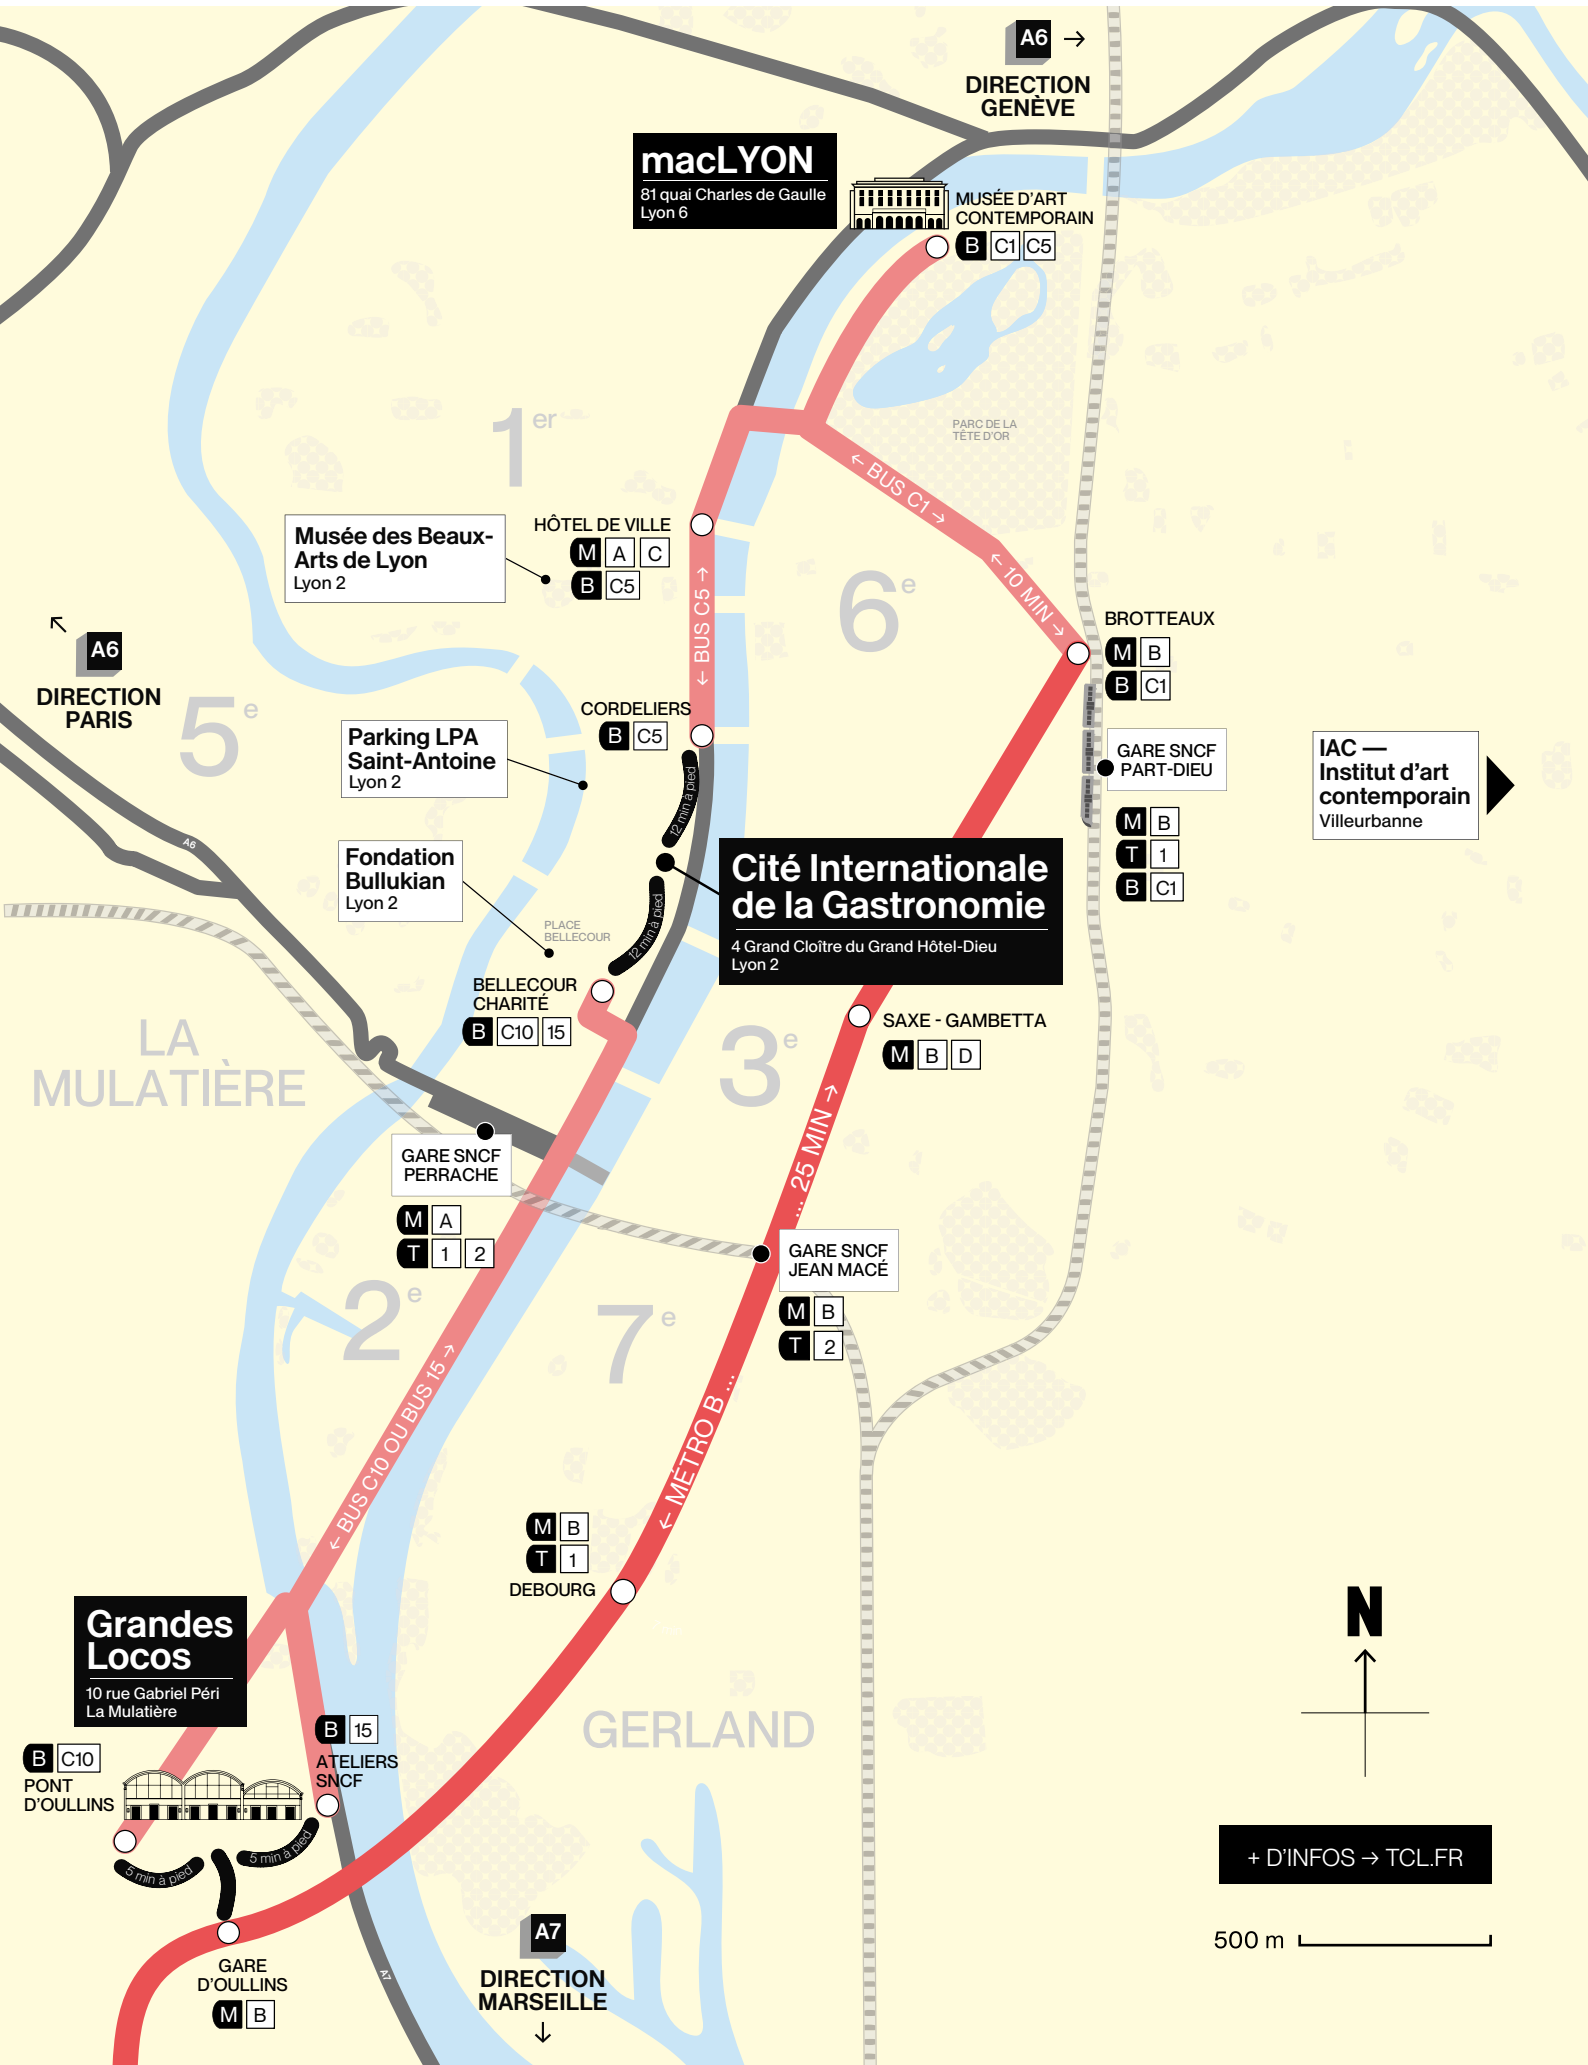 A6 →
DIRECTION
GENÈVE
macLYON
81 quai Charles de Gaulle
Lyon 6
MUSÉE D'ART
CONTEMPORAIN
B C1 C5
PARC DE LA
TÊTE D'OR
1er
← BUS C1 →
← 10 MIN →
HÔTEL DE VILLE
M A C
B C5
Musée des Beaux-
Arts de Lyon
Lyon 2
← BUS C5 →
6e
BROTTEAUX
M B
B C1
↖
A6
DIRECTION
PARIS
5e
CORDELIERS
B C5
Parking LPA
Saint-Antoine
Lyon 2
GARE SNCF
PART-DIEU
M B
T 1
B C1
IAC —
Institut d'art
contemporain
Villeurbanne
12 min à pied
A6
Fondation
Bullukian
Lyon 2
Cité Internationale
de la Gastronomie
4 Grand Cloître du Grand Hôtel-Dieu
Lyon 2
12 min à pied
PLACE
BELLECOUR
BELLECOUR
CHARITÉ
B C10 15
SAXE - GAMBETTA
M B D
LA
MULATIÈRE
3e
GARE SNCF
PERRACHE
M A
T 1 2
GARE SNCF
JEAN MACÉ
M B
T 2
2e
7e
← BUS C10 OU BUS 15 →
← MÉTRO B ...
... 25 MIN →
M B
T 1
DEBOURG
Grandes
Locos
10 rue Gabriel Péri
La Mulatière
B 15
ATELIERS
SNCF
B C10
PONT
D'OULLINS
GERLAND
5 min à pied
5 min à pied
GARE
D'OULLINS
M B
A7
A7
DIRECTION
MARSEILLE
↓
N
+ D'INFOS → TCL.FR
500 m